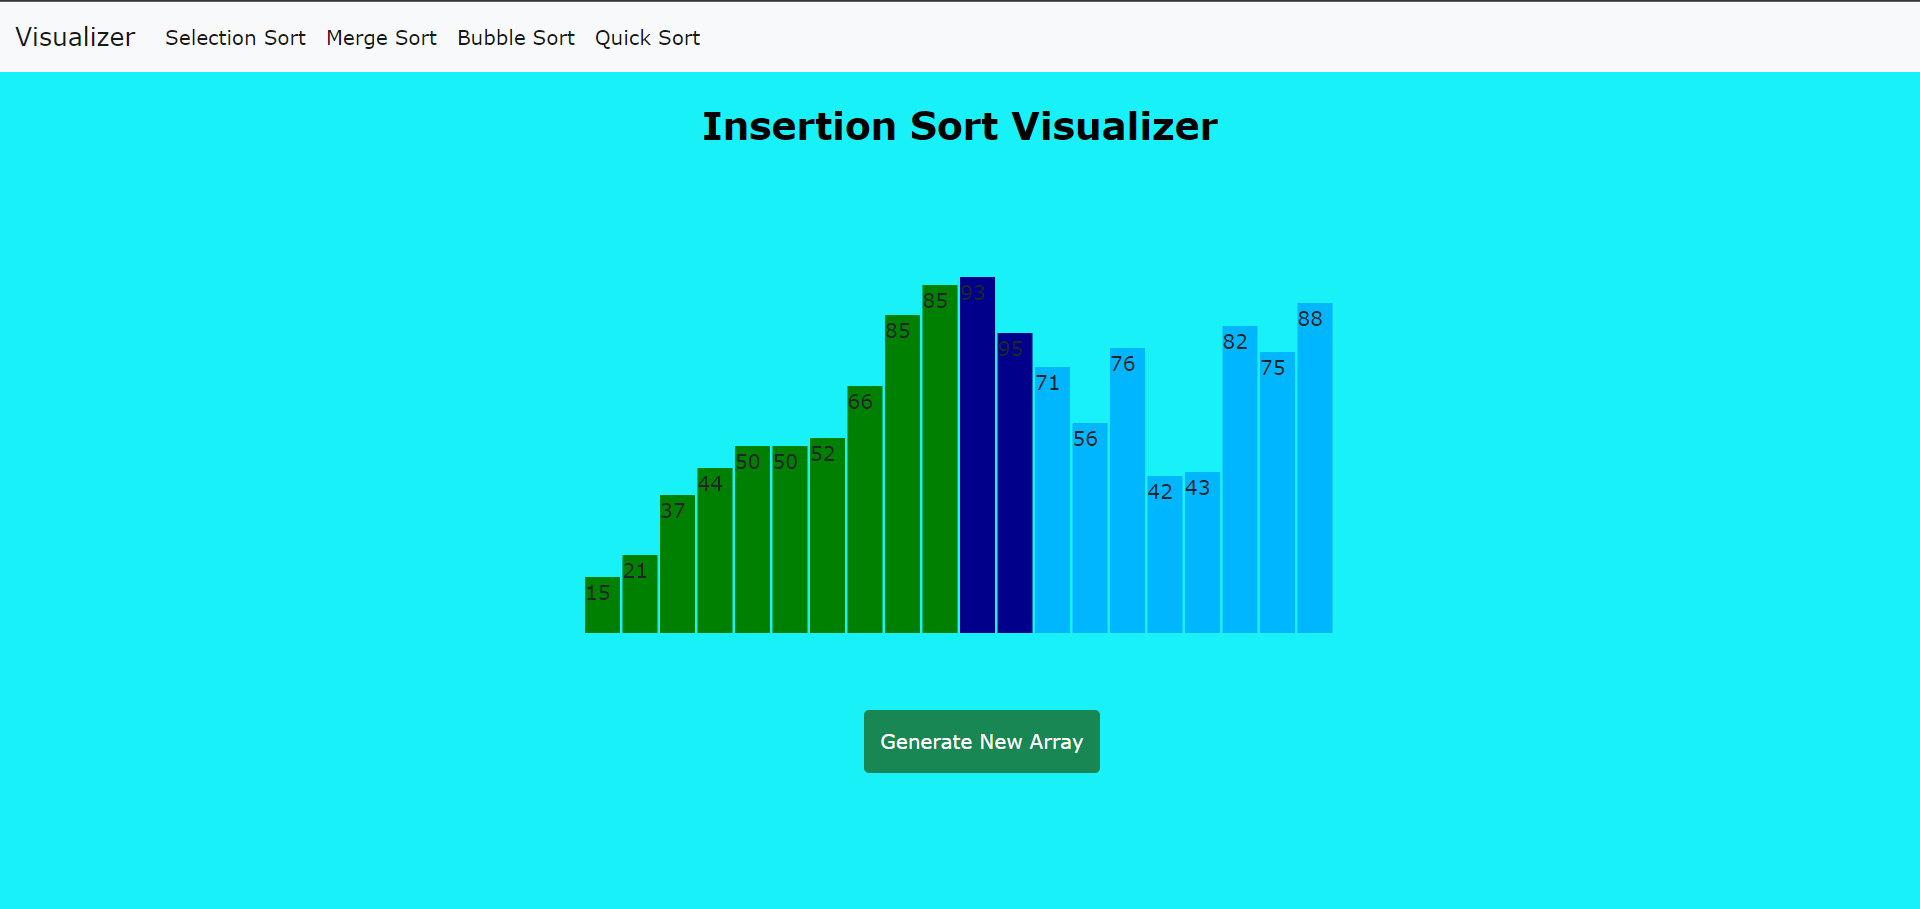 Visualizer Selection Sort Merge Sort Bubble Sort Quick Sort
Insertion Sort Visualizer
15 21 37 44 50 50 52 66 85 85 93 95 71 56 76 42 43 82 75 88
Generate New Array